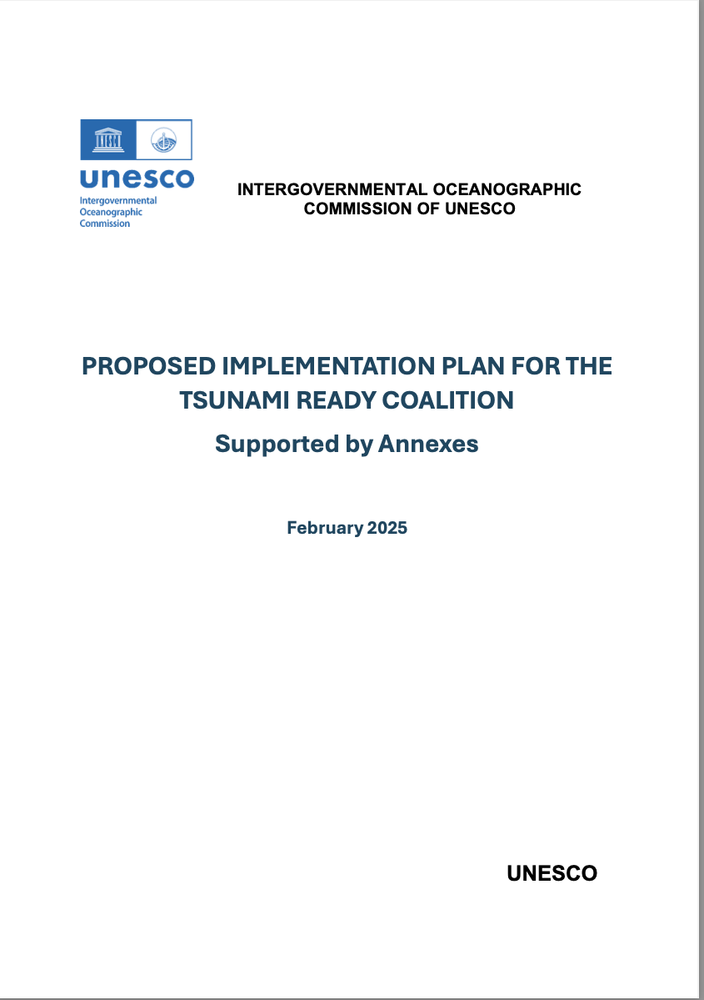 UNESCO
unesco
Intergovernmental
Oceanographic
Commission
INTERGOVERNMENTAL OCEANOGRAPHIC
COMMISSION OF UNESCO
PROPOSED IMPLEMENTATION PLAN FOR THE
TSUNAMI READY COALITION
Supported by Annexes
February 2025
UNESCO